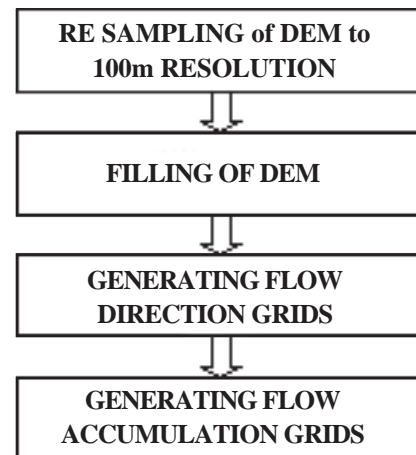 RE SAMPLING of DEM to
100m RESOLUTION
FILLING OF DEM
GENERATING FLOW
DIRECTION GRIDS
GENERATING FLOW
ACCUMULATION GRIDS